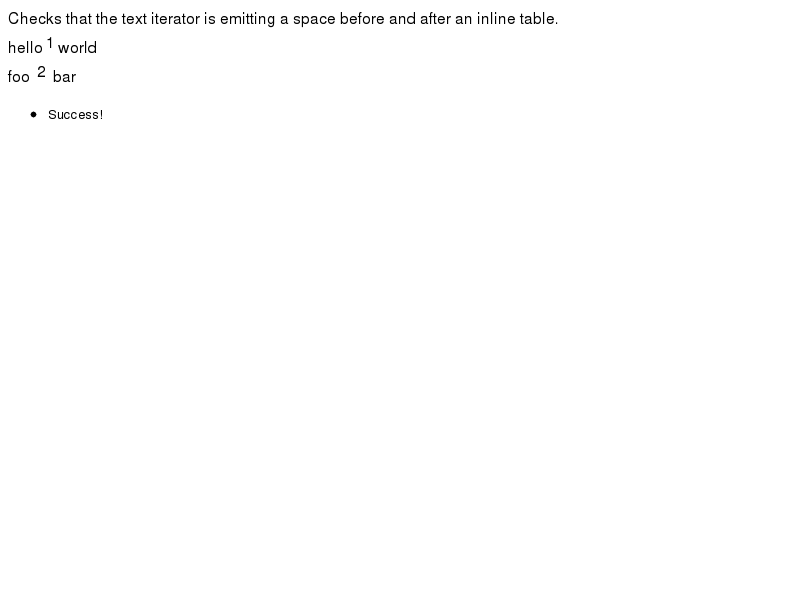 Checks that the text iterator is emitting a space before and after an inline table.
hello 1 world
foo 2 bar
• Success!